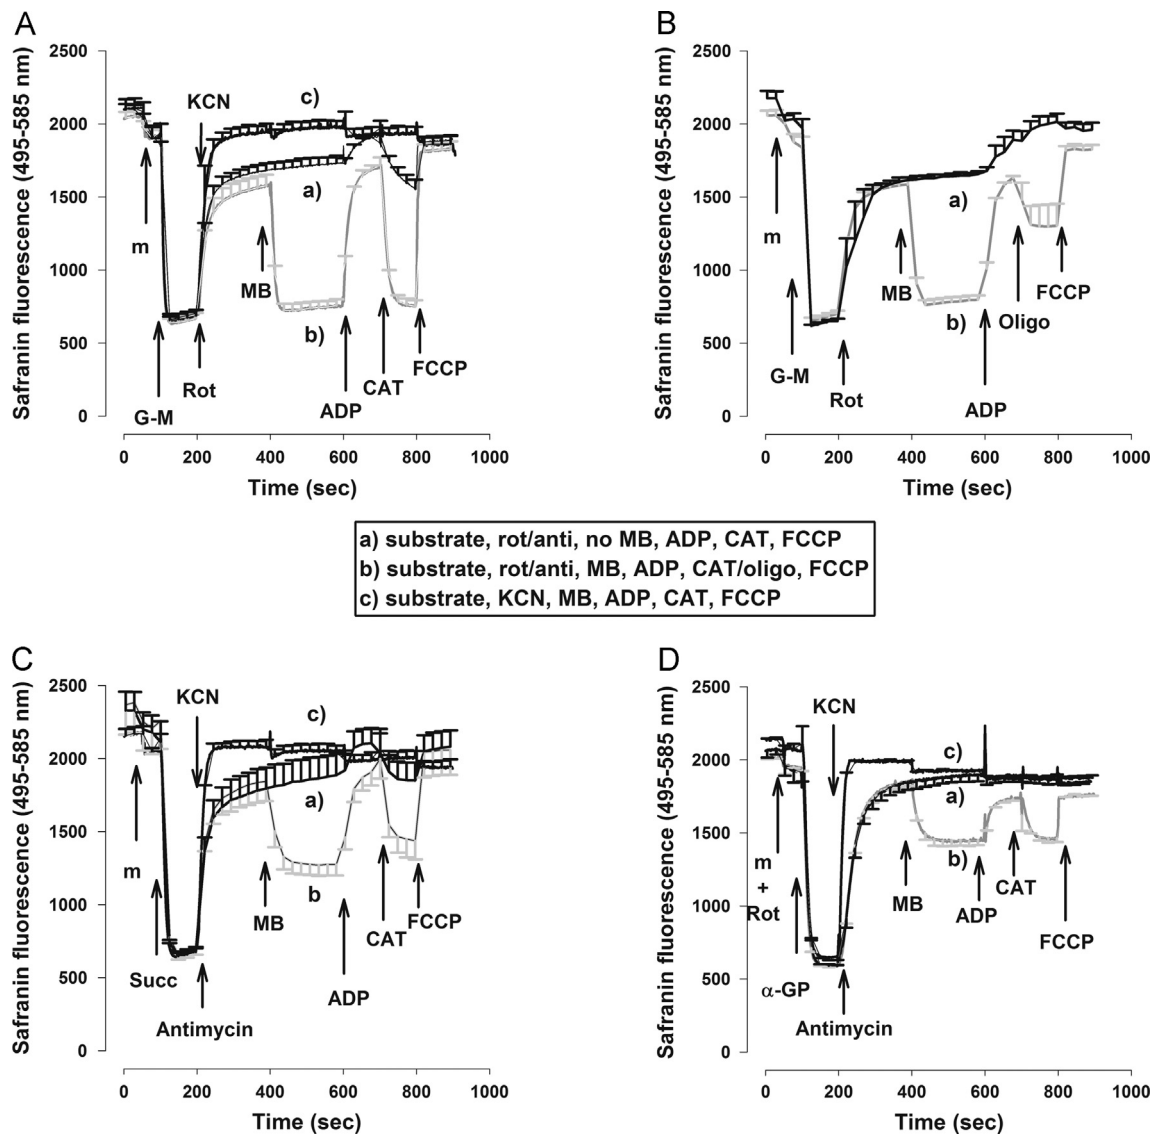 A
Safranin fluorescence (495-585 nm)
2500
2000
1500
1000
500
0
KCN
c)
a)
m
MB
b)
Rot
G-M
ADP
CAT
FCCP
0 200 400 600 800 1000
Time (sec)
B
Safranin fluorescence (495-585 nm)
2500
2000
1500
1000
500
0
m
a)
MB
b)
G-M
Rot
ADP
Oligo
FCCP
0 200 400 600 800 1000
Time (sec)
a) substrate, rot/anti, no MB, ADP, CAT, FCCP
b) substrate, rot/anti, MB, ADP, CAT/oligo, FCCP
c) substrate, KCN, MB, ADP, CAT, FCCP
C
Safranin fluorescence (495-585 nm)
2500
2000
1500
1000
500
0
KCN
c)
a)
m
MB
b
Succ
Antimycin
ADP
CAT
FCCP
0 200 400 600 800 1000
Time (sec)
D
Safranin fluorescence (495-585 nm)
2500
2000
1500
1000
500
0
KCN
c)
a)
m
+
Rot
MB
b)
ADP
CAT
FCCP
α-GP
Antimycin
0 200 400 600 800 1000
Time (sec)